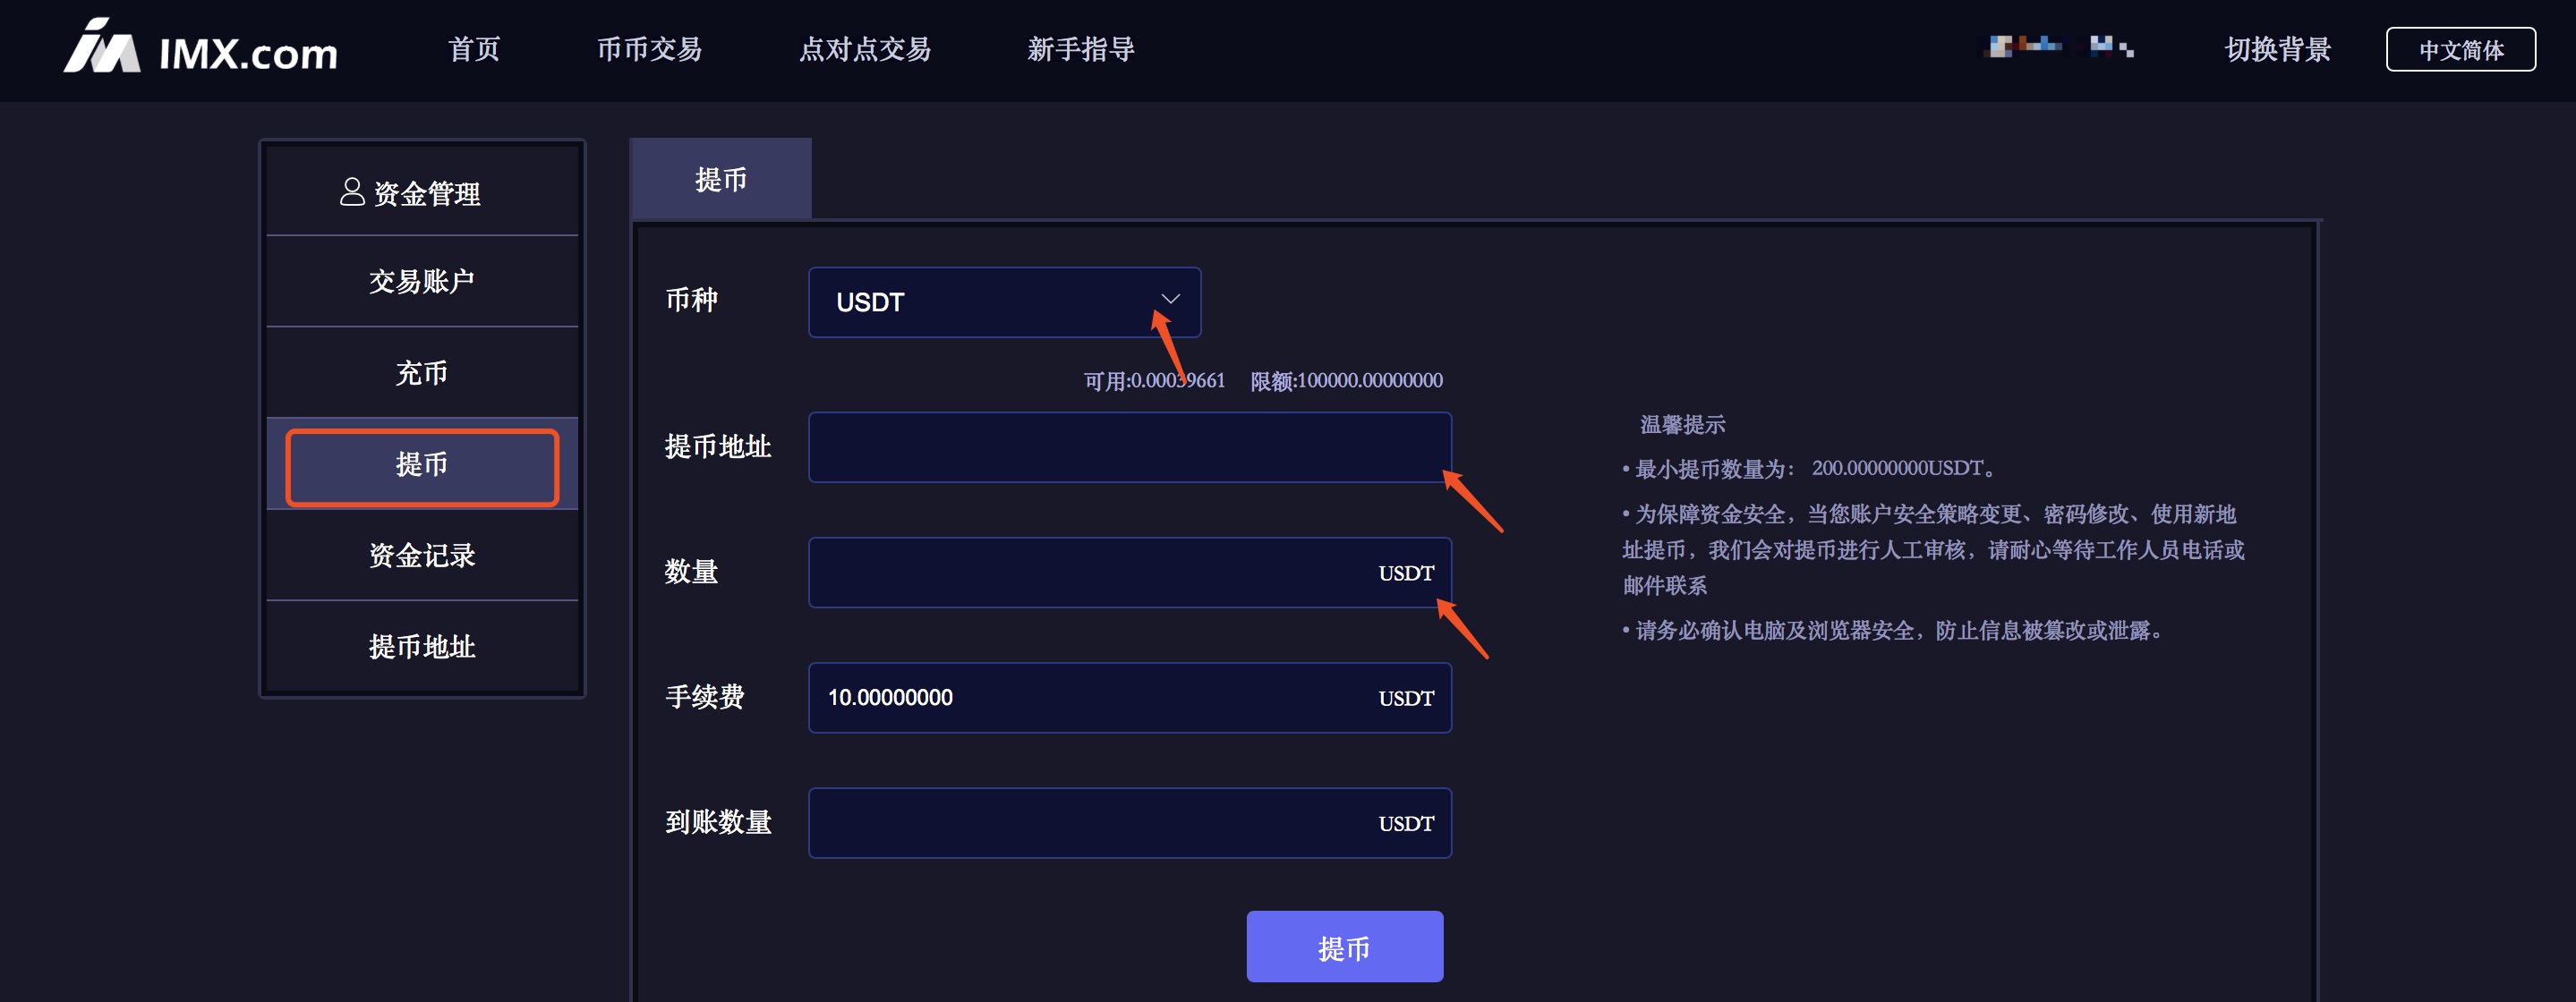 IMX.com
首页
币币交易
点对点交易
新手指导
切换背景
中文简体
资金管理
交易账户
充币
提币
资金记录
提币地址
提币
币种
USDT
可用:0.00039661 限额:100000.00000000
提币地址
数量
USDT
手续费
10.00000000
USDT
到账数量
USDT
提币
温馨提示
• 最小提币数量为： 200.00000000USDT。
• 为保障资金安全，当您账户安全策略变更、密码修改、使用新地
址提币，我们会对提币进行人工审核，请耐心等待工作人员电话或
邮件联系
• 请务必确认电脑及浏览器安全，防止信息被篡改或泄露。